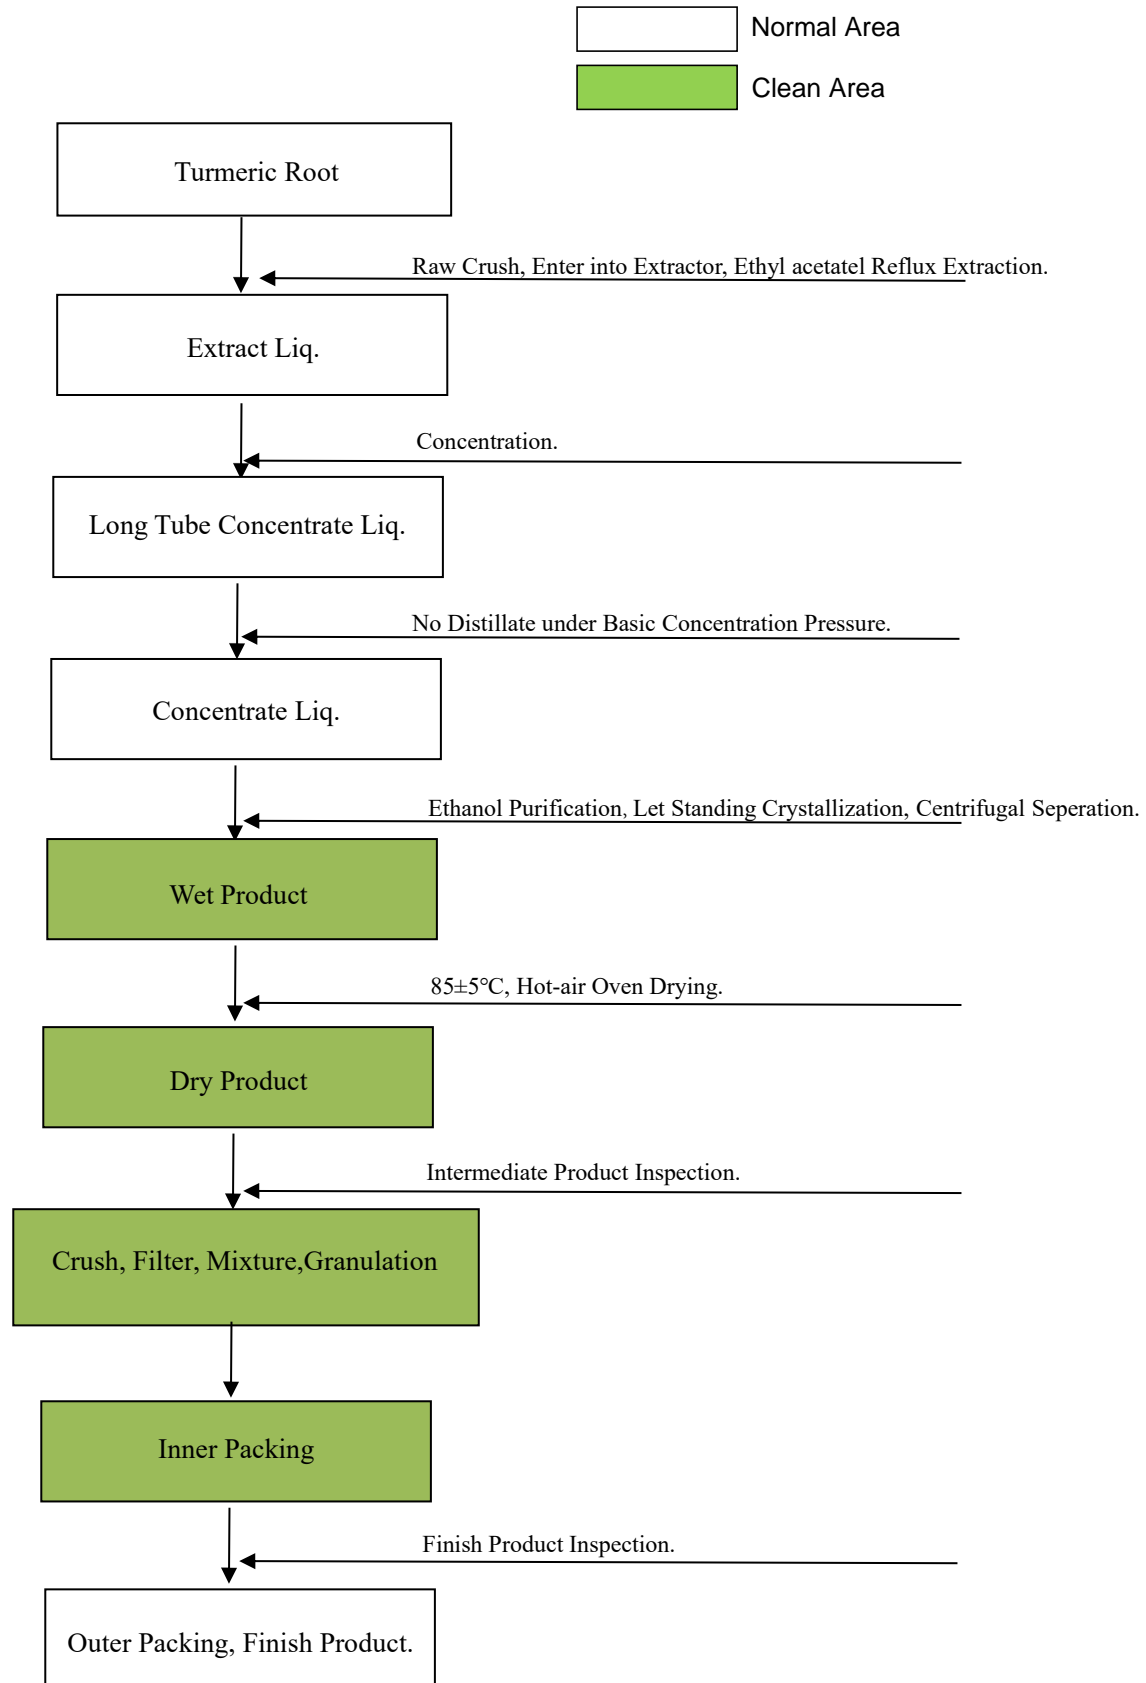 Normal Area
Clean Area
Turmeric Root
Raw Crush, Enter into Extractor, Ethyl acetatel Reflux Extraction.
Extract Liq.
Concentration.
Long Tube Concentrate Liq.
No Distillate under Basic Concentration Pressure.
Concentrate Liq.
Ethanol Purification, Let Standing Crystallization, Centrifugal Seperation.
Wet Product
85±5℃, Hot-air Oven Drying.
Dry Product
Intermediate Product Inspection.
Crush, Filter, Mixture,Granulation
Inner Packing
Finish Product Inspection.
Outer Packing, Finish Product.